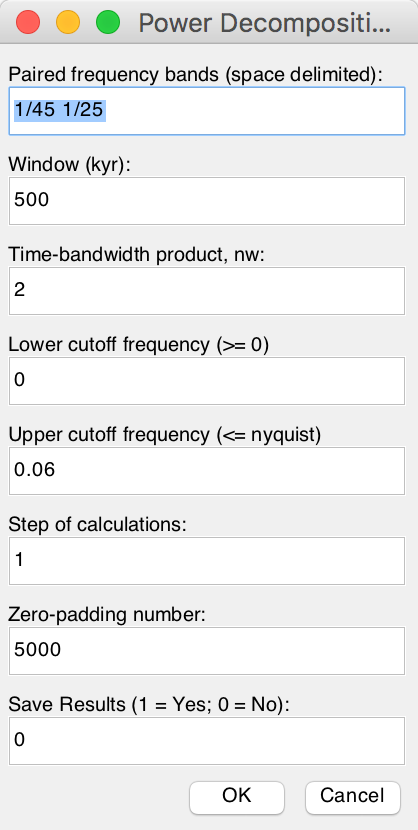 Power Decompositi...
Paired frequency bands (space delimited):
1/45 1/25
Window (kyr):
500
Time-bandwidth product, nw:
2
Lower cutoff frequency (>= 0)
0
Upper cutoff frequency (<= nyquist)
0.06
Step of calculations:
1
Zero-padding number:
5000
Save Results (1 = Yes; 0 = No):
0
OK Cancel